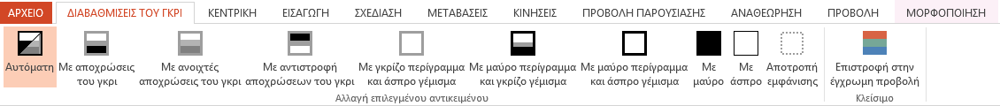 ΑΡΧΕΙΟ ΔΙΑΒΑΘΜΙΣΕΙΣ ΤΟΥ ΓΚΡΙ ΚΕΝΤΡΙΚΗ ΕΙΣΑΓΩΓΗ ΣΧΕΔΙΑΣΗ ΜΕΤΑΒΑΣΕΙΣ ΚΙΝΗΣΕΙΣ ΠΡΟΒΟΛΗ ΠΑΡΟΥΣΙΑΣΗΣ ΑΝΑΘΕΩΡΗΣΗ ΠΡΟΒΟΛΗ ΜΟΡΦΟΠΟΙΗΣΗ
Αυτόματη Με αποχρώσεις Με ανοιχτές Με αντιστροφή Με γκρίζο περίγραμμα Με μαύρο περίγραμμα Με μαύρο περίγραμμα Με Με Αποτροπή Επιστροφή στην
του γκρι αποχρώσεις του γκρι αποχρώσεων του γκρι και άσπρο γέμισμα και γκρίζο γέμισμα και άσπρο γέμισμα μαύρο άσπρο εμφάνισης έγχρωμη προβολή
Αλλαγή επιλεγμένου αντικειμένου Κλείσιμο